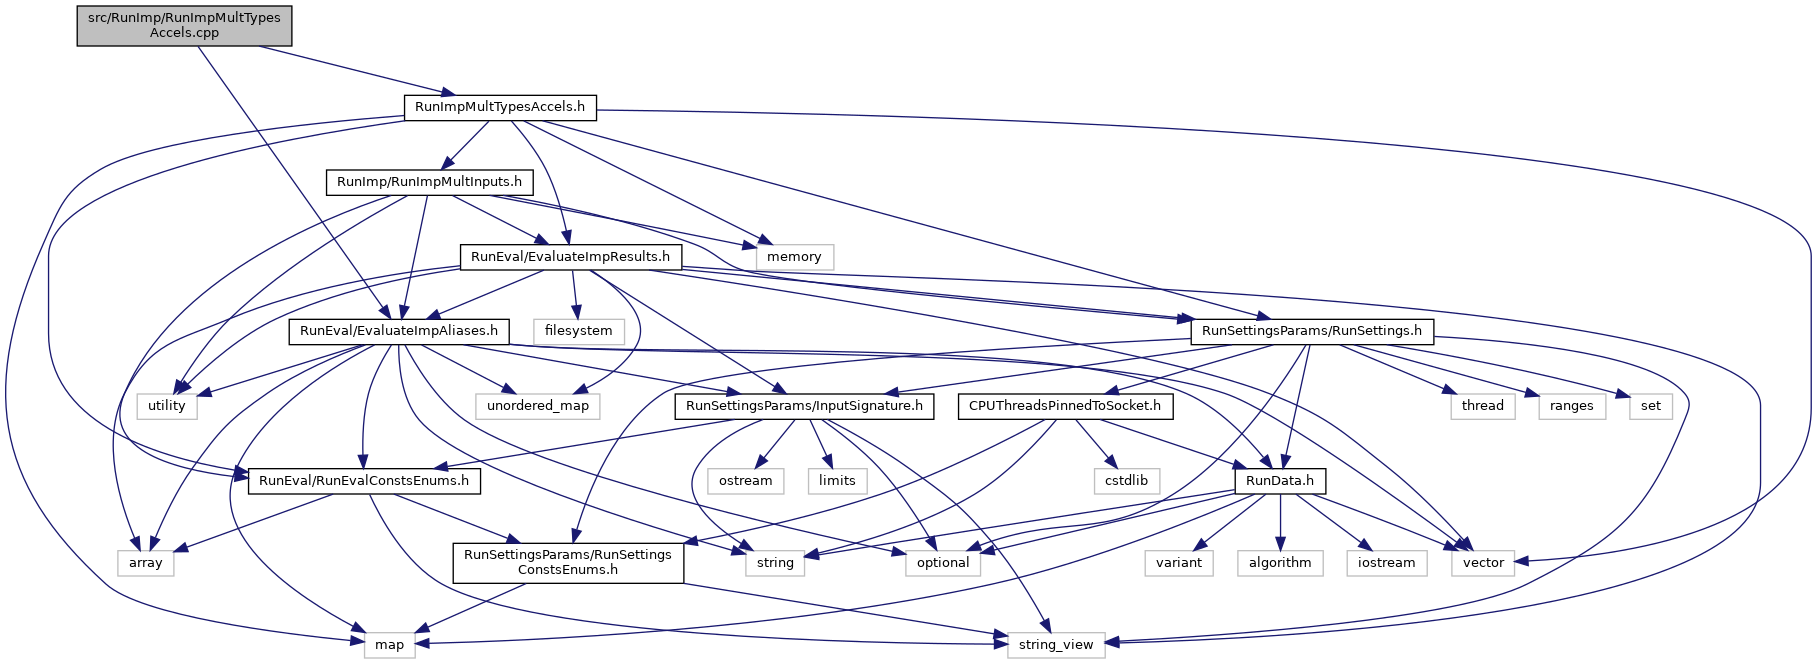 src/RunImp/RunImpMultTypes
Accels.cpp
RunImpMultTypesAccels.h
RunImp/RunImpMultInputs.h
RunEval/EvaluateImpResults.h
memory
RunEval/EvaluateImpAliases.h
filesystem
RunSettingsParams/RunSettings.h
utility
unordered_map
RunSettingsParams/InputSignature.h
CPUThreadsPinnedToSocket.h
thread
ranges
set
RunEval/RunEvalConstsEnums.h
ostream
limits
cstdlib
RunData.h
array
RunSettingsParams/RunSettings
ConstsEnums.h
string
optional
variant
algorithm
iostream
vector
map
string_view